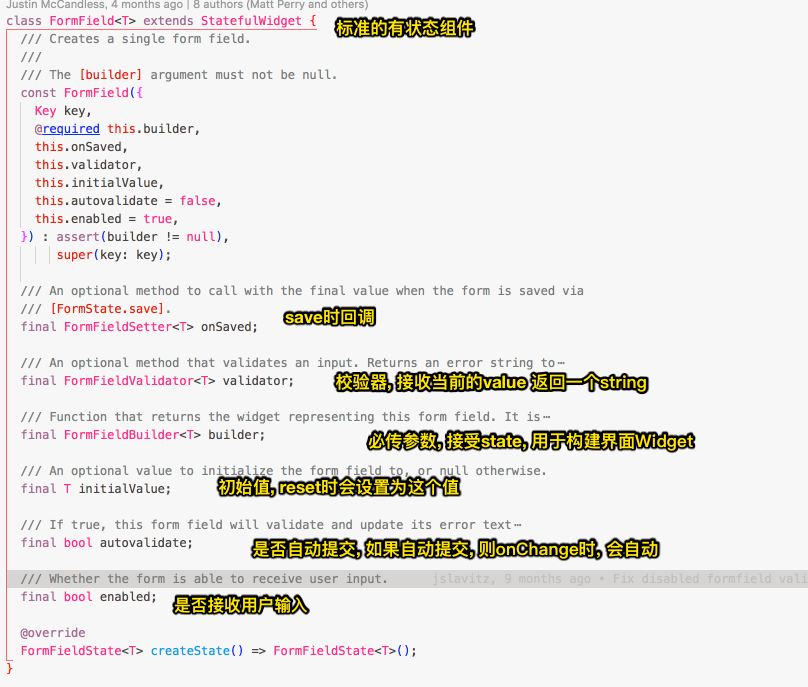 Justin McCandless, 4 months ago | 8 authors (Matt Perry and others)
class FormField<T> extends StatefulWidget { 标准的有状态组件
/// Creates a single form field.
///
/// The [builder] argument must not be null.
const FormField({
Key key,
@required this.builder,
this.onSaved,
this.validator,
this.initialValue,
this.autovalidate = false,
this.enabled = true,
}) : assert(builder != null),
super(key: key);
/// An optional method to call with the final value when the form is saved via
/// [FormState.save].
final FormFieldSetter<T> onSaved; save时回调
/// An optional method that validates an input. Returns an error string to⋯
final FormFieldValidator<T> validator; 校验器, 接收当前的value 返回一个string
/// Function that returns the widget representing this form field. It is⋯
final FormFieldBuilder<T> builder; 必传参数, 接受state, 用于构建界面Widget
/// An optional value to initialize the form field to, or null otherwise.
final T initialValue; 初始值, reset时会设置为这个值
/// If true, this form field will validate and update its error text⋯
final bool autovalidate; 是否自动提交, 如果自动提交, 则onChange时, 会自动
/// Whether the form is able to receive user input. jslavitz, 9 months ago • Fix disabled formfield vali
final bool enabled; 是否接收用户输入
@override
FormFieldState<T> createState() => FormFieldState<T>();
}